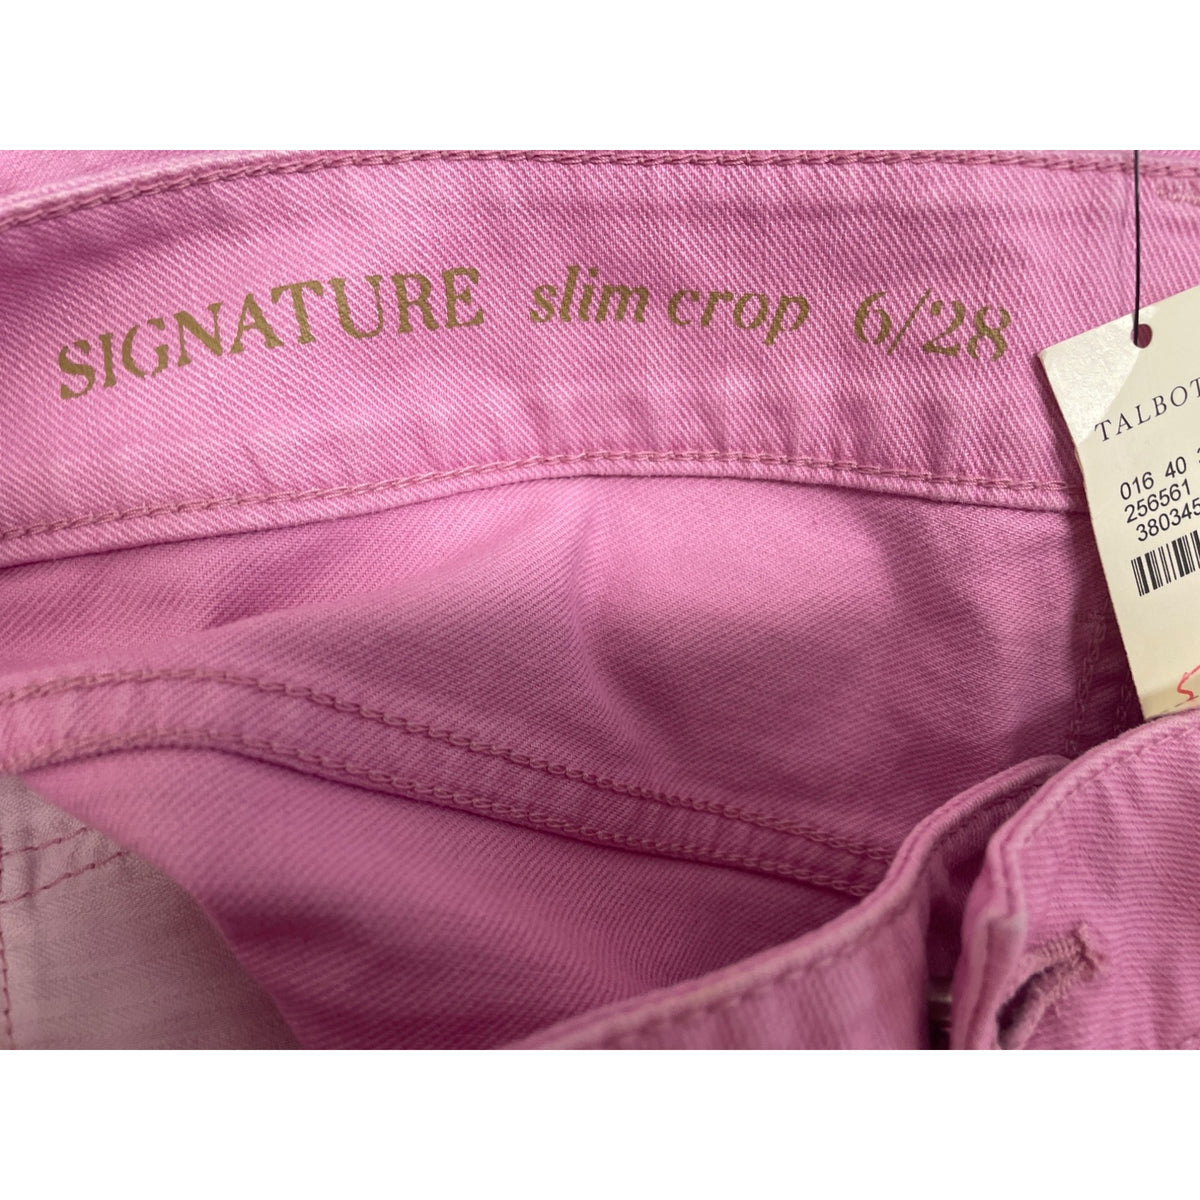 SIGNATURE slim crop 6/28
TALBOT
016 40
256561
380345